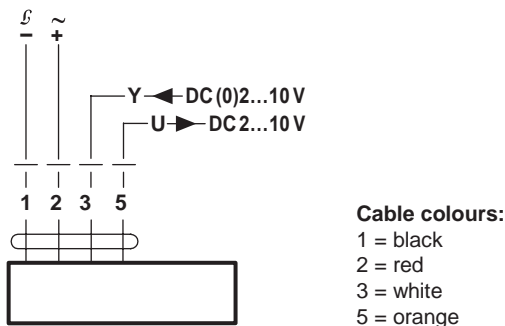 ⊥ ~
− +
Y DC (0)2…10 V
U DC 2…10 V
1 2 3 5
Cable colours:
1 = black
2 = red
3 = white
5 = orange